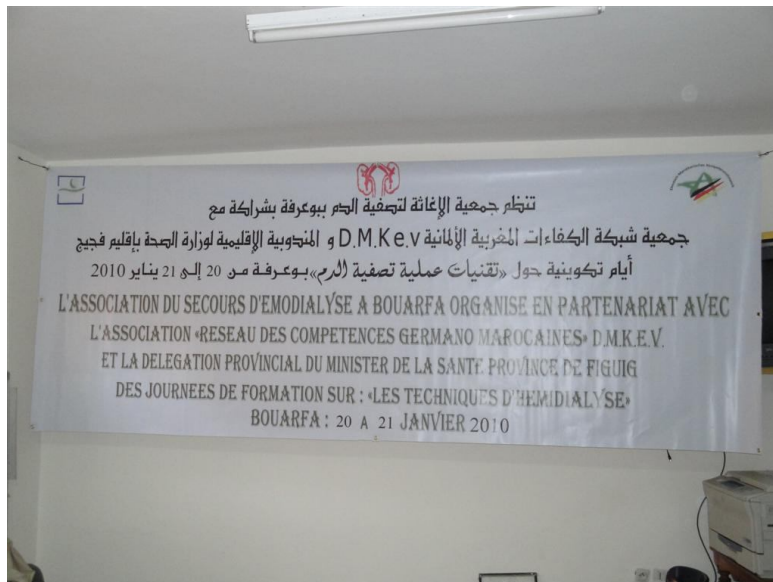 تنظم جمعية الإغاثة لتصفية الدم ببوعرفة بشراكة مع
جمعية شبكة الكفاءات المغربية الألمانية D.M.K e.v و المندوبية الإقليمية لوزارة الصحة بإقليم فجيج
أيام تكوينية حول «تقنيات عملية تصفية الدم» بوعرفة من 20 إلى 21 يناير 2010
L'ASSOCIATION DU SECOURS D'EMODIALYSE A BOUARFA ORGANISE EN PARTENARIAT AVEC
L'ASSOCIATION «RESEAU DES COMPETENCES GERMANO MAROCAINES» D.M.K.E.V.
ET LA DELEGATION PROVINCIAL DU MINISTER DE LA SANTE PROVINCE DE FIGUIG
DES JOURNEES DE FORMATION SUR : «LES TECHNIQUES D'HEMIDIALYSE»
BOUARFA : 20 A 21 JANVIER 2010